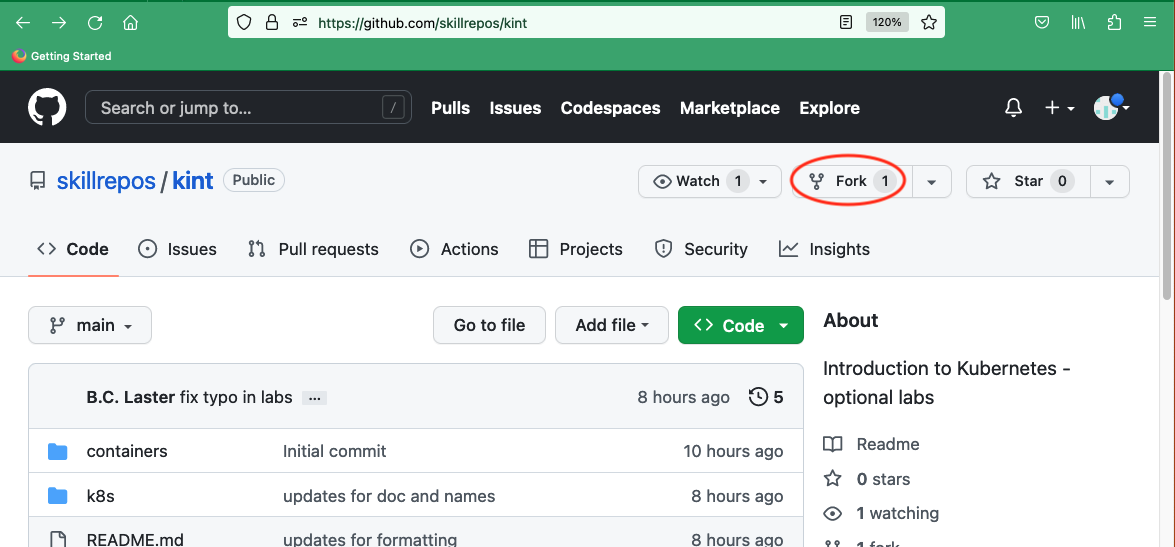 https://github.com/skillrepos/kint 120%
Getting Started
Search or jump to... / Pulls Issues Codespaces Marketplace Explore
skillrepos / kint Public Watch 1 Fork 1 Star 0
Code Issues Pull requests Actions Projects Security Insights
main Go to file Add file Code About
Introduction to Kubernetes -
optional labs
B.C. Laster fix typo in labs ... 8 hours ago 5
containers Initial commit 10 hours ago
Readme
0 stars
k8s updates for doc and names 8 hours ago
1 watching
README.md updates for formatting 8 hours ago
1 fork